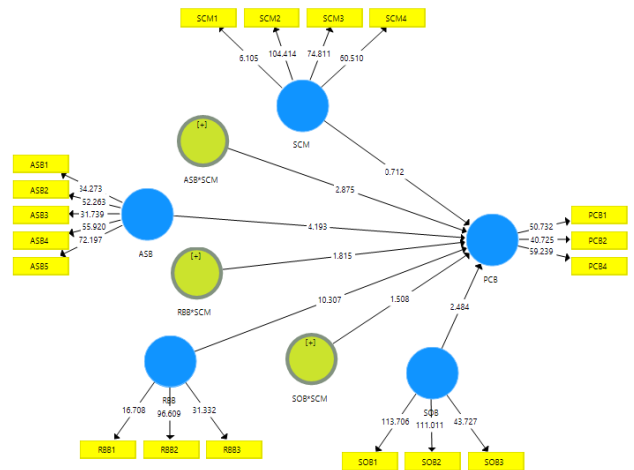 SCM1 SCM2 SCM3 SCM4
6.105 104.414 74.811 60.510
SCM
[+]
ASB*SCM
0.712
2.875
ASB1
ASB2
ASB3
ASB4
ASB5
34.273
52.263
31.739
55.920
72.197
ASB
4.193
PCB1
PCB2
PCB4
50.732
40.725
59.239
PCB
[+]
RBB*SCM
1.815
10.307
1.508
2.484
[+]
SOB*SCM
RBB
16.708 96.609 31.332
RBB1 RBB2 RBB3
SOB
113.706 111.011 43.727
SOB1 SOB2 SOB3